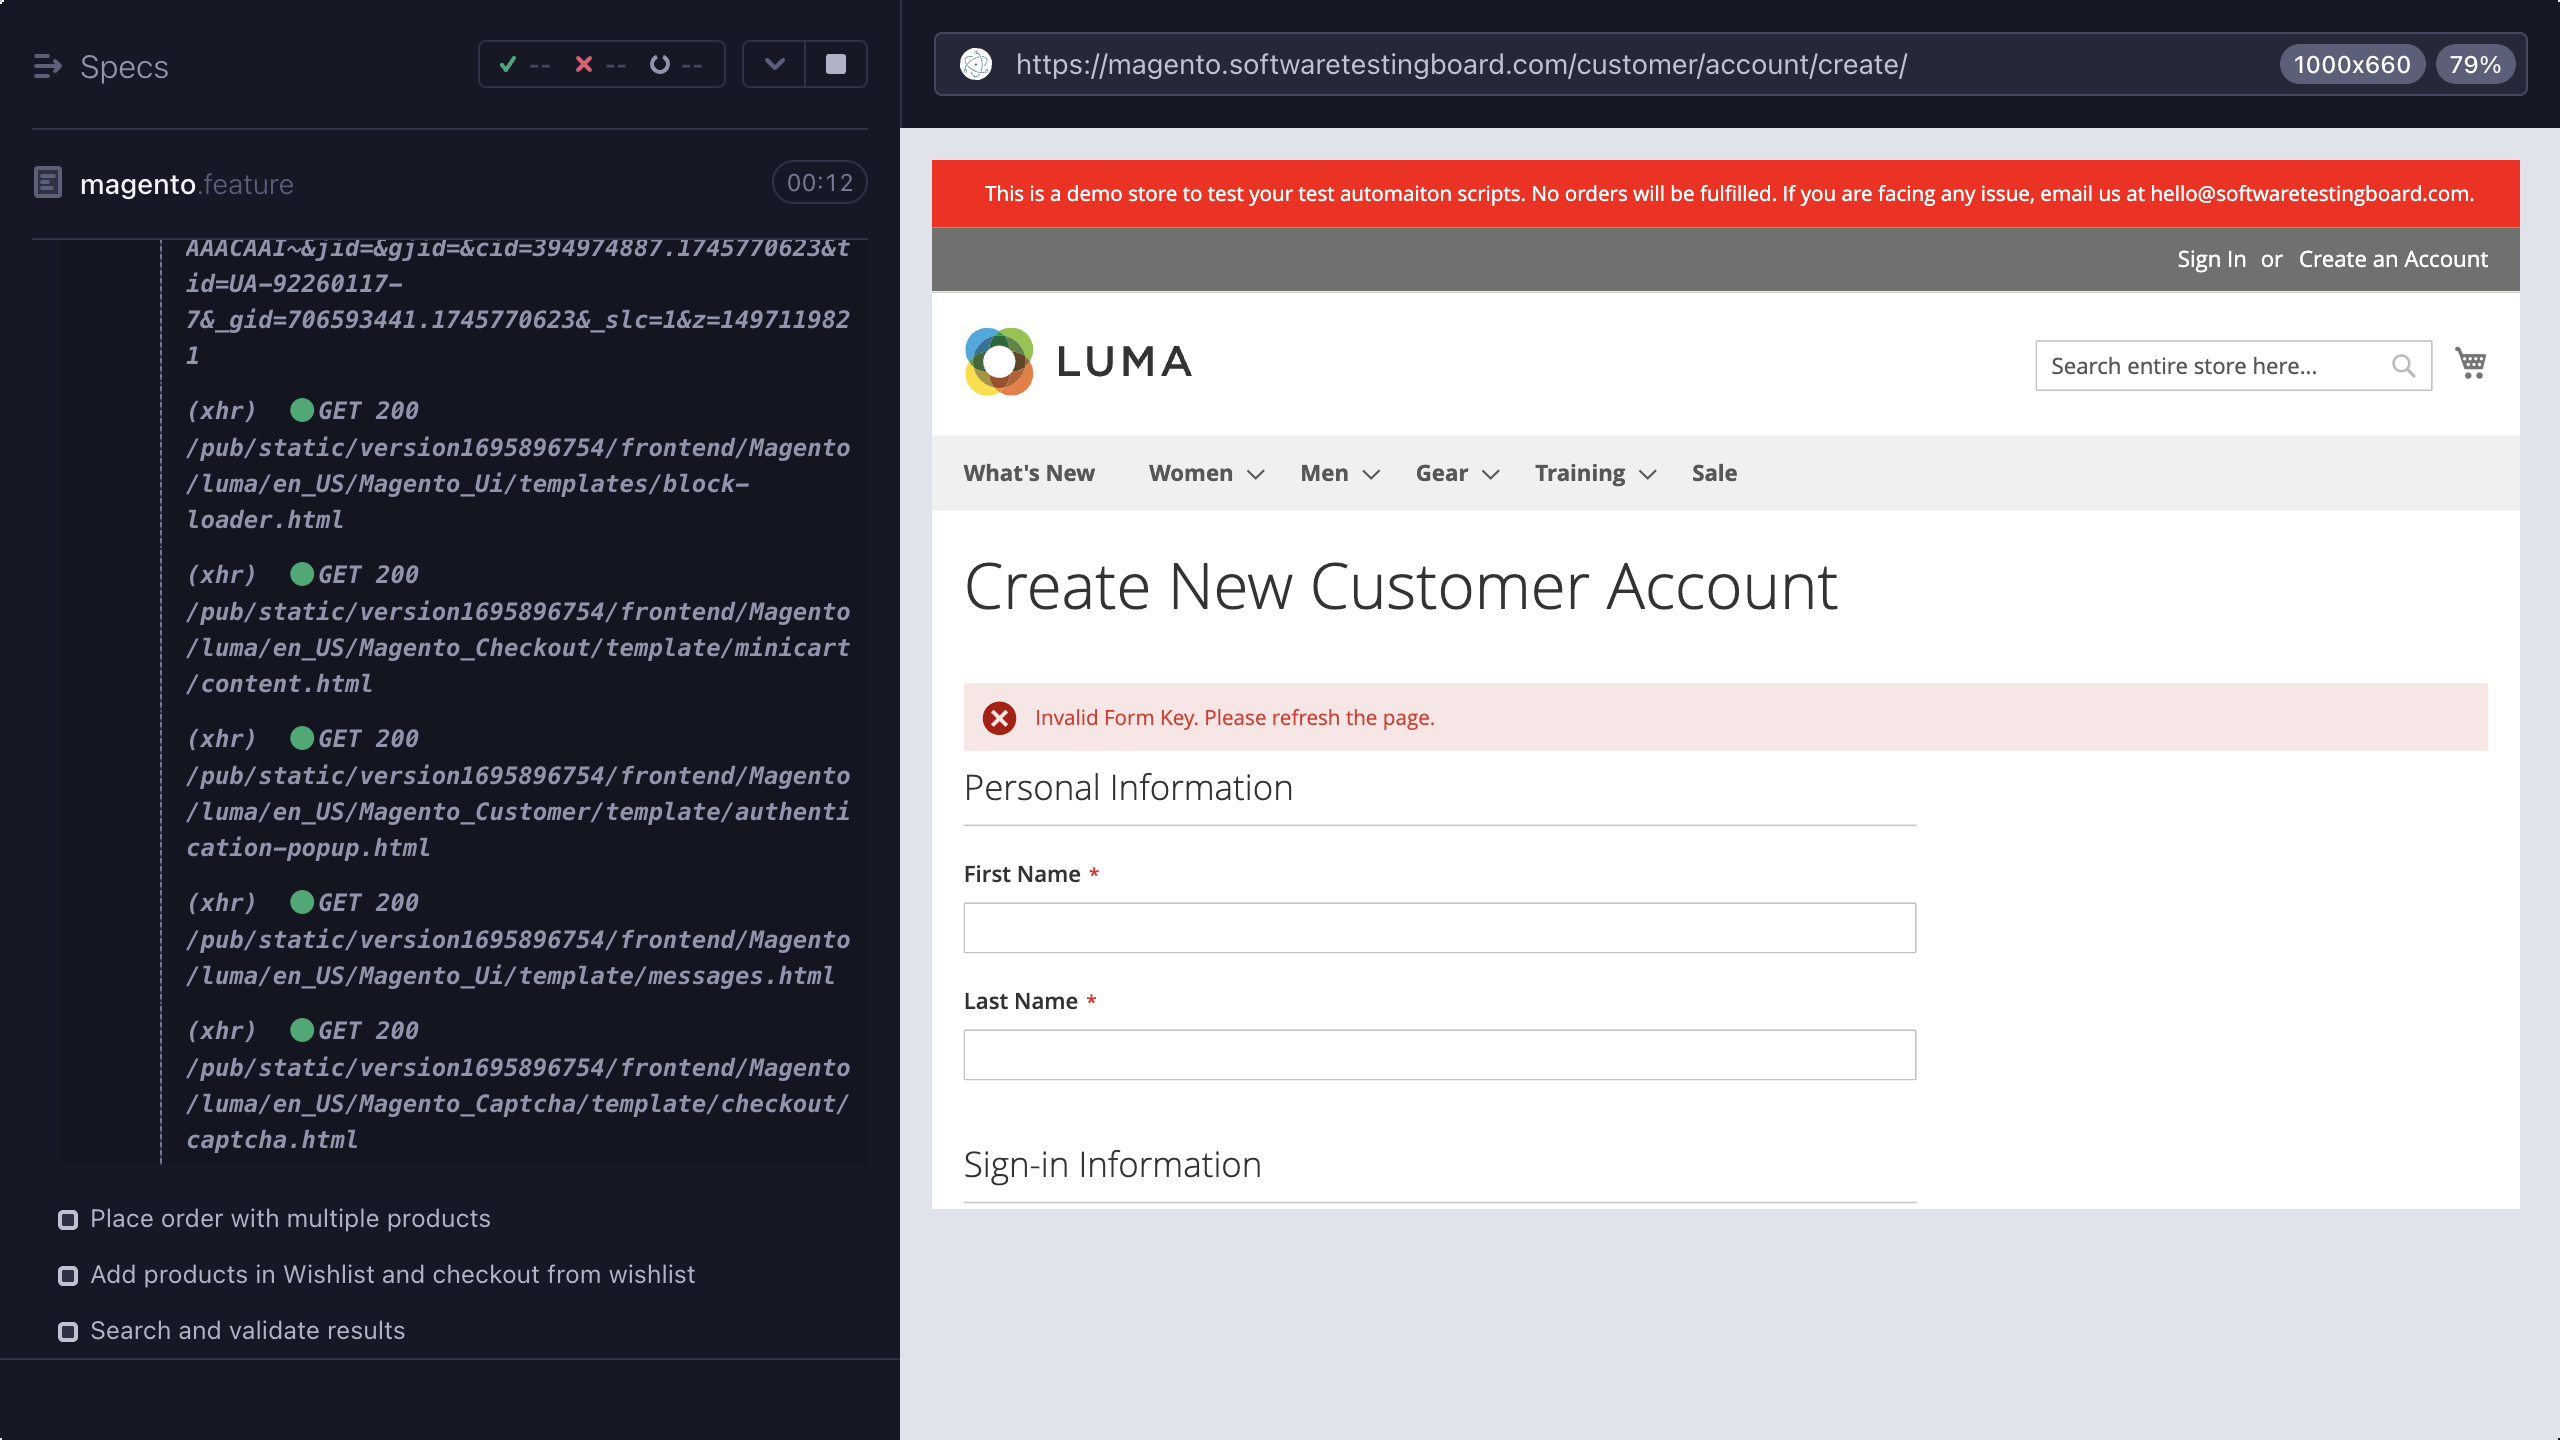 Specs
-- -- --
magento.feature
00:12
AAACAAI~&jid=&gjid=&cid=394974887.1745770623&t
id=UA-92260117-
7&_gid=706593441.1745770623&_slc=1&z=149711982
1
(xhr) GET 200
/pub/static/version1695896754/frontend/Magento
/luma/en_US/Magento_Ui/templates/block-
loader.html
(xhr) GET 200
/pub/static/version1695896754/frontend/Magento
/luma/en_US/Magento_Checkout/template/minicart
/content.html
(xhr) GET 200
/pub/static/version1695896754/frontend/Magento
/luma/en_US/Magento_Customer/template/authenti
cation-popup.html
(xhr) GET 200
/pub/static/version1695896754/frontend/Magento
/luma/en_US/Magento_Ui/template/messages.html
(xhr) GET 200
/pub/static/version1695896754/frontend/Magento
/luma/en_US/Magento_Captcha/template/checkout/
captcha.html
Place order with multiple products
Add products in Wishlist and checkout from wishlist
Search and validate results
https://magento.softwaretestingboard.com/customer/account/create/
1000x660 79%
This is a demo store to test your test automaiton scripts. No orders will be fulfilled. If you are facing any issue, email us at hello@softwaretestingboard.com.
Sign In or Create an Account
LUMA
Search entire store here...
What's New Women Men Gear Training Sale
Create New Customer Account
Invalid Form Key. Please refresh the page.
Personal Information
First Name *
Last Name *
Sign-in Information